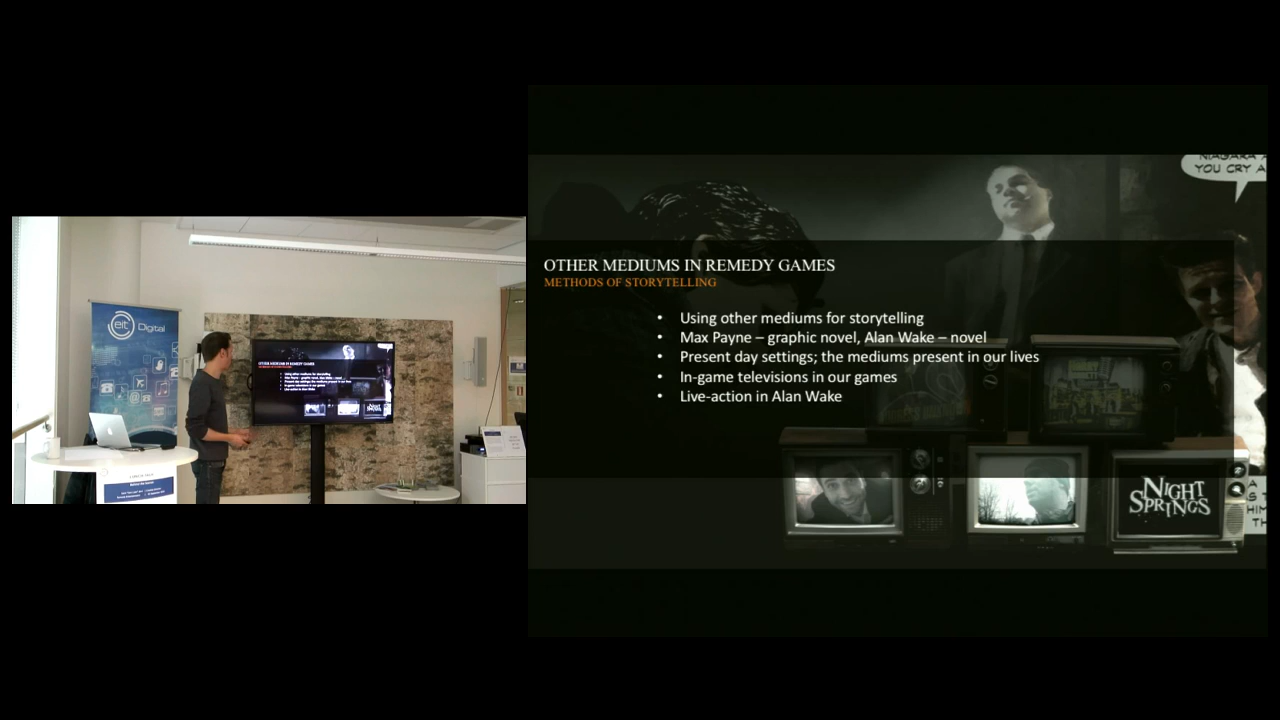 eit Digital
OTHER MEDIUMS IN REMEDY GAMES
METHODS OF STORYTELLING
• Using other mediums for storytelling
• Max Payne – graphic novel, Alan Wake – novel
• Present day settings; the mediums present in our lives
• In-game televisions in our games
• Live-action in Alan Wake
YOU CRY A
NIGHT
SPRINGS